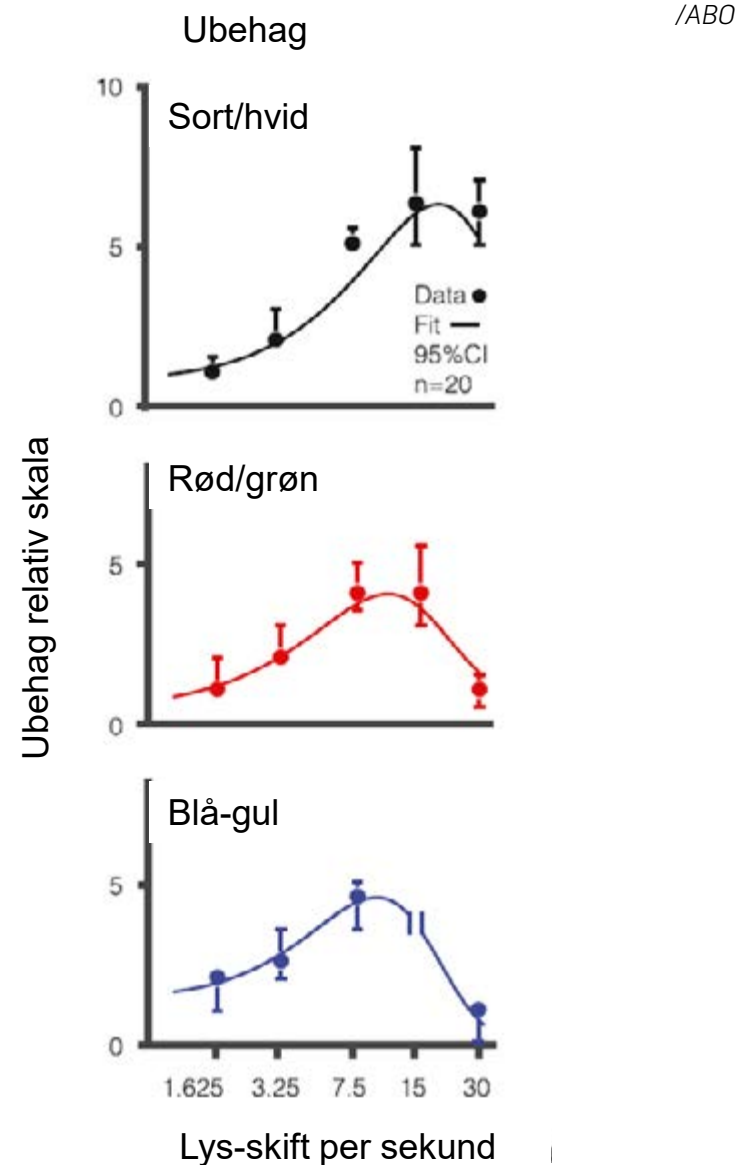 /ABO
Ubehag
10
Sort/hvid
5
Data
Fit
95%CI
n=20
0
Ubehag relativ skala
Rød/grøn
5
0
Blå-gul
5
0
1.625 3.25 7.5 15 30
Lys-skift per sekund